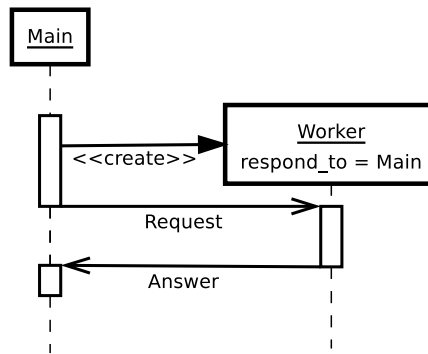 Main
Worker
<<create>>
respond_to = Main
Request
Answer